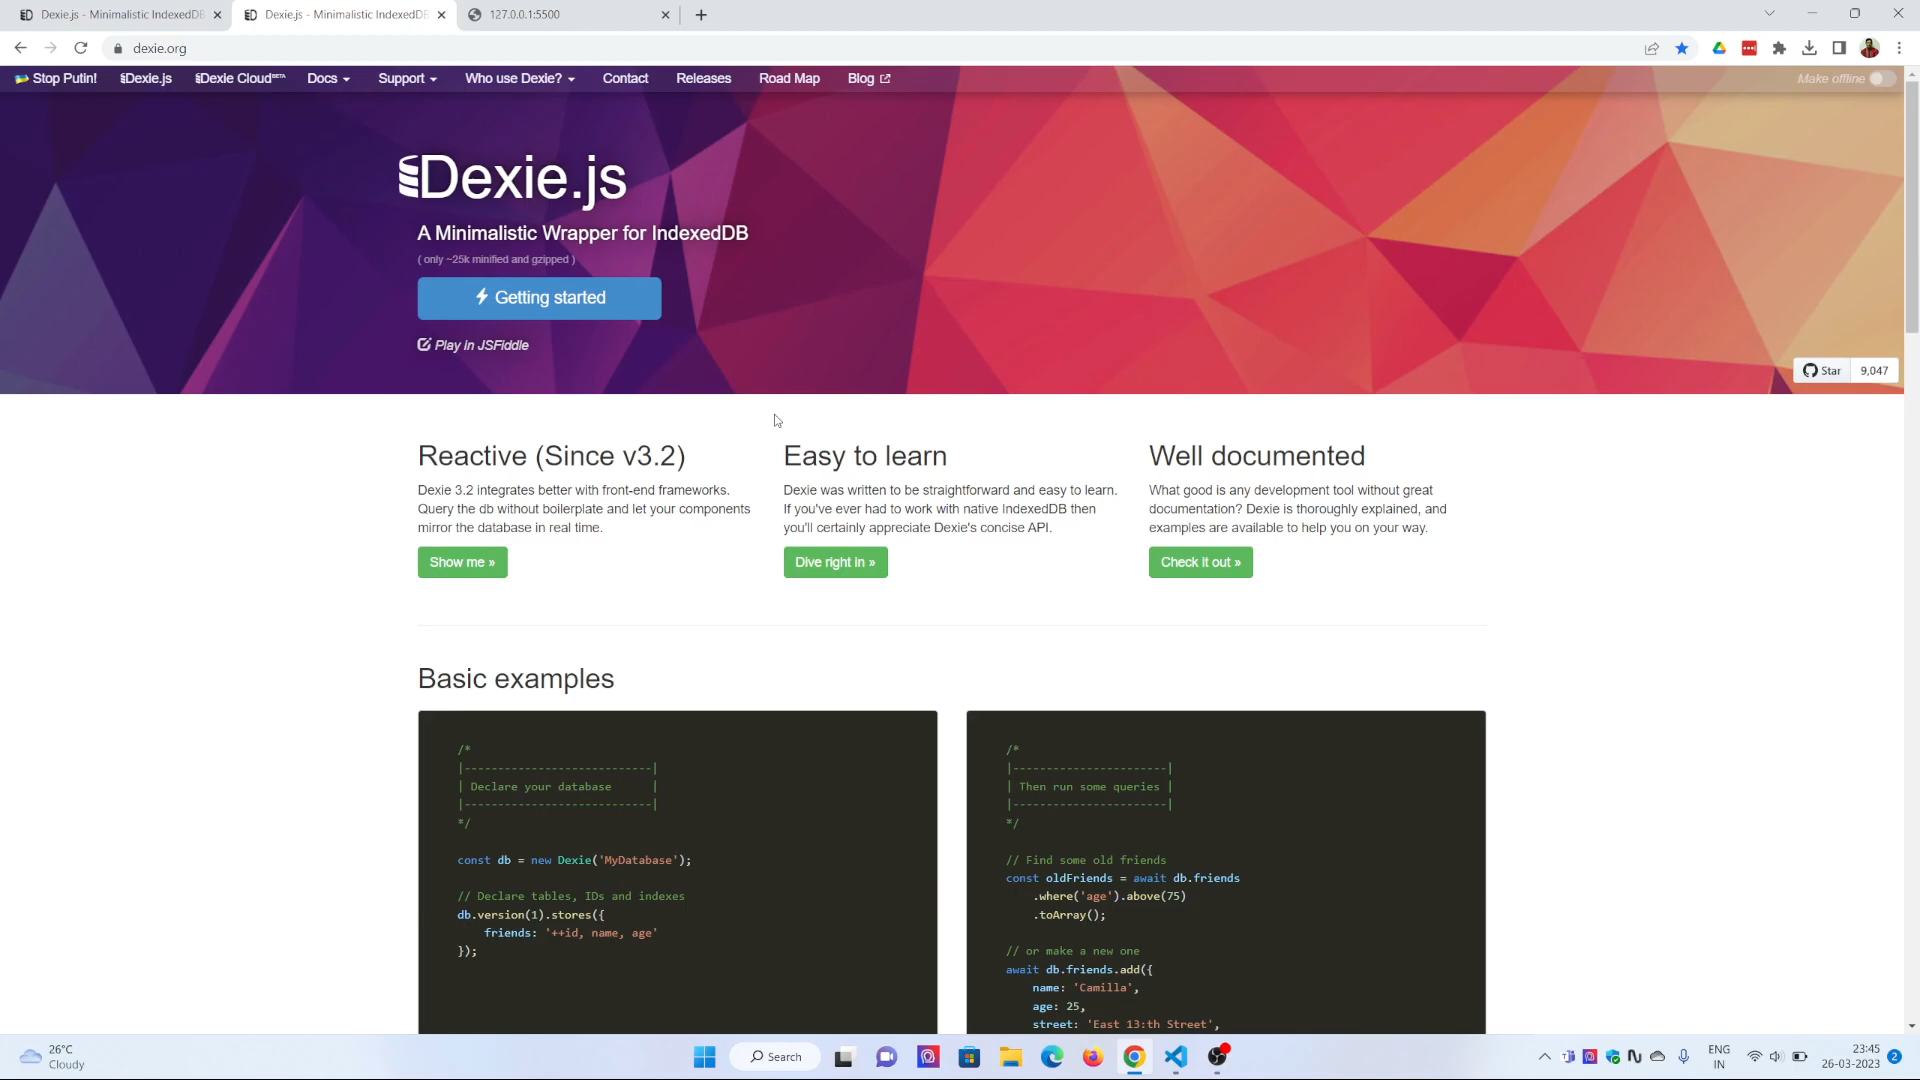 Dexie.js - Minimalistic IndexedDB
Dexie.js - Minimalistic IndexedDB
127.0.0.1:5500
dexie.org
Stop Putin!
Dexie.js
Dexie Cloud BETA
Docs
Support
Who use Dexie?
Contact
Releases
Road Map
Blog
Make offline
Dexie.js
A Minimalistic Wrapper for IndexedDB
( only ~25k minified and gzipped )
Getting started
Play in JSFiddle
Star 9,047
Reactive (Since v3.2)
Dexie 3.2 integrates better with front-end frameworks.
Query the db without boilerplate and let your components
mirror the database in real time.
Show me »
Easy to learn
Dexie was written to be straightforward and easy to learn.
If you've ever had to work with native IndexedDB then
you'll certainly appreciate Dexie's concise API.
Dive right in »
Well documented
What good is any development tool without great
documentation? Dexie is thoroughly explained, and
examples are available to help you on your way.
Check it out »
Basic examples
/*
|----------------------------|
| Declare your database      |
|----------------------------|
*/
const db = new Dexie('MyDatabase');
// Declare tables, IDs and indexes
db.version(1).stores({
    friends: '++id, name, age'
});
/*
|-----------------------|
| Then run some queries |
|-----------------------|
*/
// Find some old friends
const oldFriends = await db.friends
    .where('age').above(75)
    .toArray();
// or make a new one
await db.friends.add({
    name: 'Camilla',
    age: 25,
    street: 'East 13:th Street',
26°C
Cloudy
Search
ENG
IN
23:45
26-03-2023
2